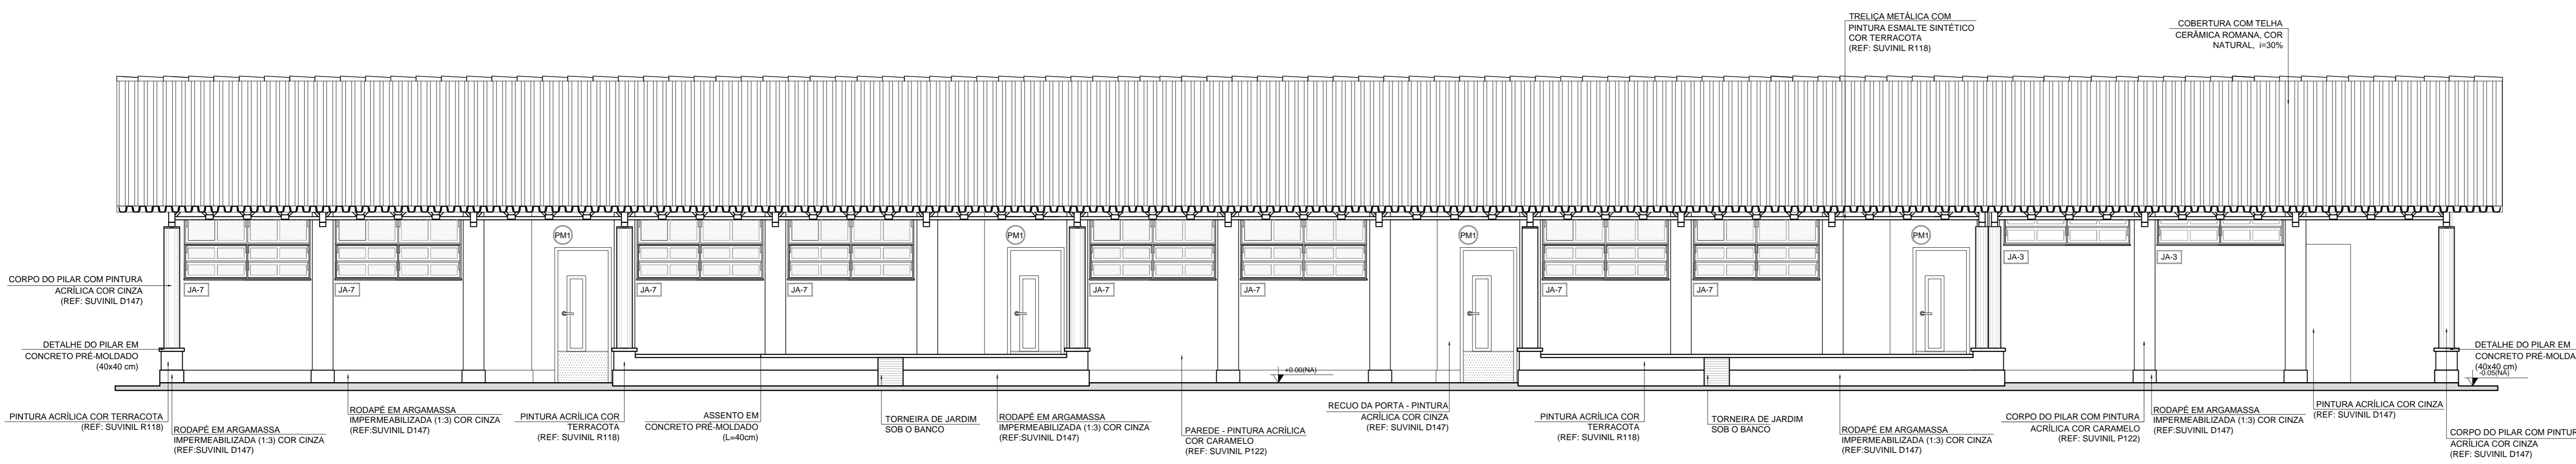 TRELIÇA METÁLICA COM
PINTURA ESMALTE SINTÉTICO
COR TERRACOTA
(REF: SUVINIL R118)
COBERTURA COM TELHA
CERÂMICA ROMANA, COR
NATURAL, i=30%
PM1
PM1
PM1
PM1
JA-7
JA-7
JA-7
JA-7
JA-7
JA-7
JA-7
JA-7
JA-3
JA-3
CORPO DO PILAR COM PINTURA
ACRÍLICA COR CINZA
(REF: SUVINIL D147)
DETALHE DO PILAR EM
CONCRETO PRÉ-MOLDADO
(40x40 cm)
+0.00(NA)
DETALHE DO PILAR EM
CONCRETO PRÉ-MOLDA
(40x40 cm)
-0.05(NA)
PINTURA ACRÍLICA COR TERRACOTA
(REF: SUVINIL R118)
RODAPÉ EM ARGAMASSA
IMPERMEABILIZADA (1:3) COR CINZA
(REF:SUVINIL D147)
RODAPÉ EM ARGAMASSA
IMPERMEABILIZADA (1:3) COR CINZA
(REF:SUVINIL D147)
PINTURA ACRÍLICA COR
TERRACOTA
(REF: SUVINIL R118)
ASSENTO EM
CONCRETO PRÉ-MOLDADO
(L=40cm)
TORNEIRA DE JARDIM
SOB O BANCO
RODAPÉ EM ARGAMASSA
IMPERMEABILIZADA (1:3) COR CINZA
(REF:SUVINIL D147)
PAREDE - PINTURA ACRÍLICA
COR CARAMELO
(REF: SUVINIL P122)
RECUO DA PORTA - PINTURA
ACRÍLICA COR CINZA
(REF: SUVINIL D147)
PINTURA ACRÍLICA COR
TERRACOTA
(REF: SUVINIL R118)
TORNEIRA DE JARDIM
SOB O BANCO
RODAPÉ EM ARGAMASSA
IMPERMEABILIZADA (1:3) COR CINZA
(REF:SUVINIL D147)
CORPO DO PILAR COM PINTURA
ACRÍLICA COR CARAMELO
(REF: SUVINIL P122)
RODAPÉ EM ARGAMASSA
IMPERMEABILIZADA (1:3) COR CINZA
(REF:SUVINIL D147)
PINTURA ACRÍLICA COR CINZA
(REF: SUVINIL D147)
CORPO DO PILAR COM PINTUR
ACRÍLICA COR CINZA
(REF: SUVINIL D147)